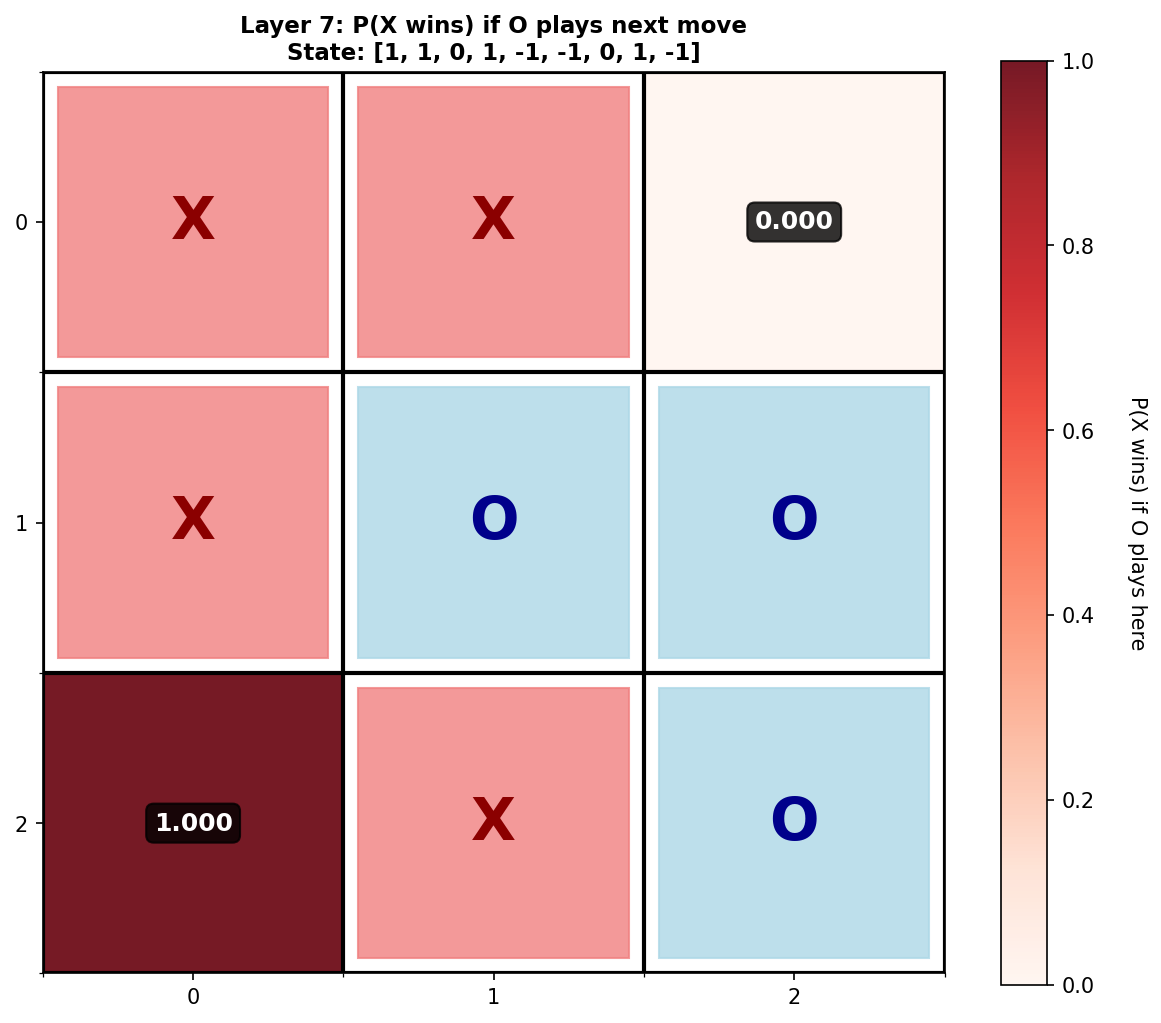 Layer 7: P(X wins) if O plays next move
State: [1, 1, 0, 1, -1, -1, 0, 1, -1]
0 X X 0.000
1 X O O
2 1.000 X O
0 1 2
1.0
0.8
0.6
0.4
0.2
0.0
P(X wins) if O plays here